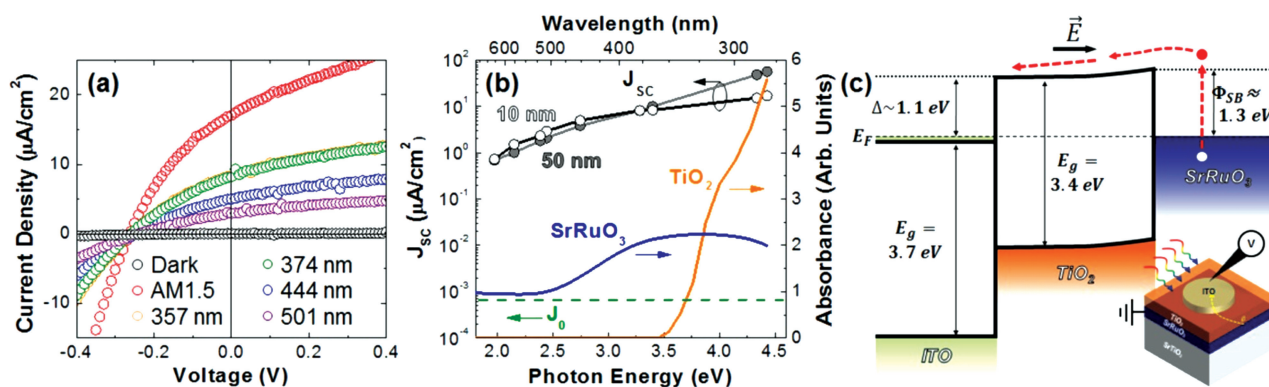 (a)
Current Density (μA/cm²)
20
10
0
-10
Dark
AM1.5
357 nm
374 nm
444 nm
501 nm
-0.4 -0.2 0.0 0.2 0.4
Voltage (V)
Wavelength (nm)
600 500 400 300
(b)
J_SC
10 nm
50 nm
TiO₂
SrRuO₃
J₀
J_SC (μA/cm²)
10⁴
10³
10²
10¹
10⁰
10⁻¹
10⁻²
10⁻³
10⁻⁴
6
5
4
3
2
1
0
Absorbance (Arb. Units)
2.0 2.5 3.0 3.5 4.0 4.5
Photon Energy (eV)
(c)
E⃗
Δ~1.1 eV
Φ_SB ≈
1.3 eV
E_F
SrRuO₃
E_g =
3.4 eV
E_g =
3.7 eV
TiO₂
ITO
V
ITO
TiO₂
SrRuO₃
SrTiO₃